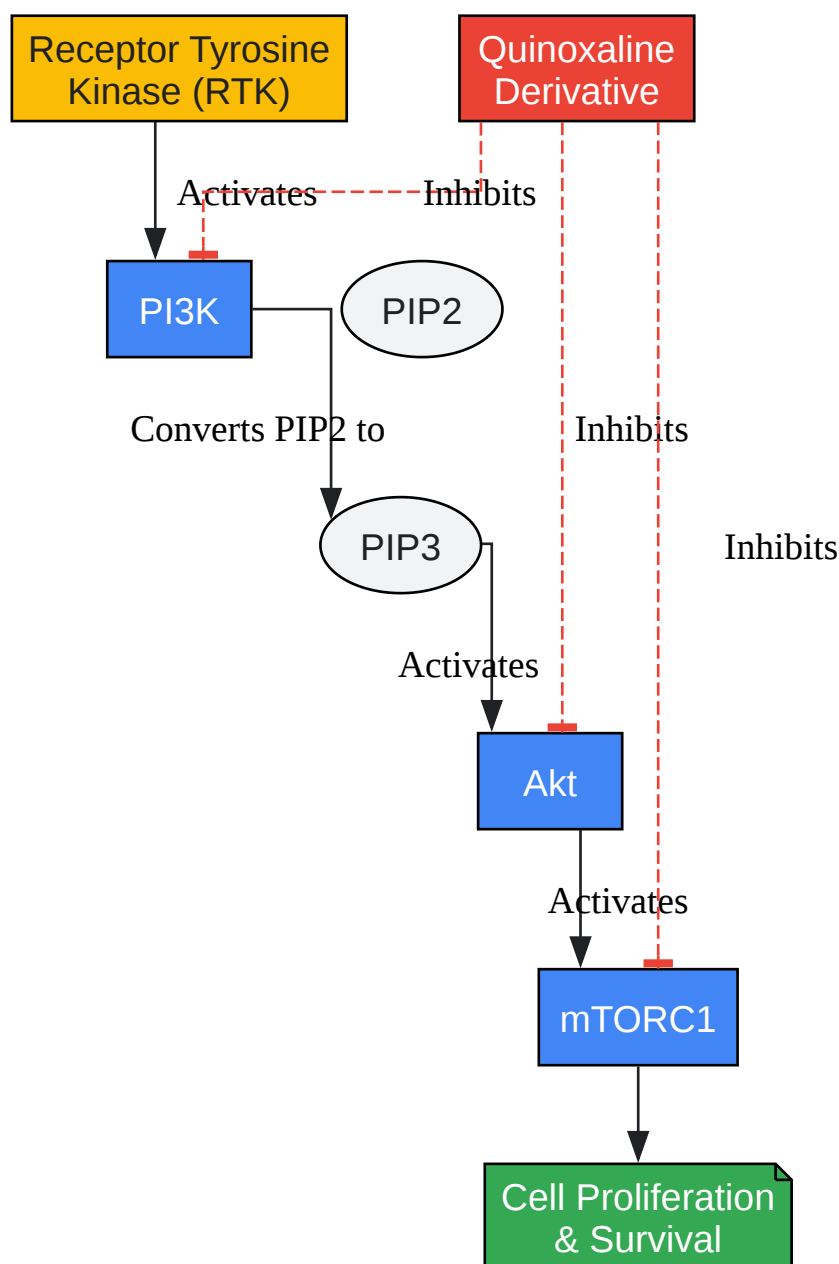 Receptor Tyrosine
Kinase (RTK)
Quinoxaline
Derivative
Activates
Inhibits
PI3K
PIP2
Converts PIP2 to
Inhibits
PIP3
Inhibits
Activates
Akt
Activates
mTORC1
Cell Proliferation
& Survival